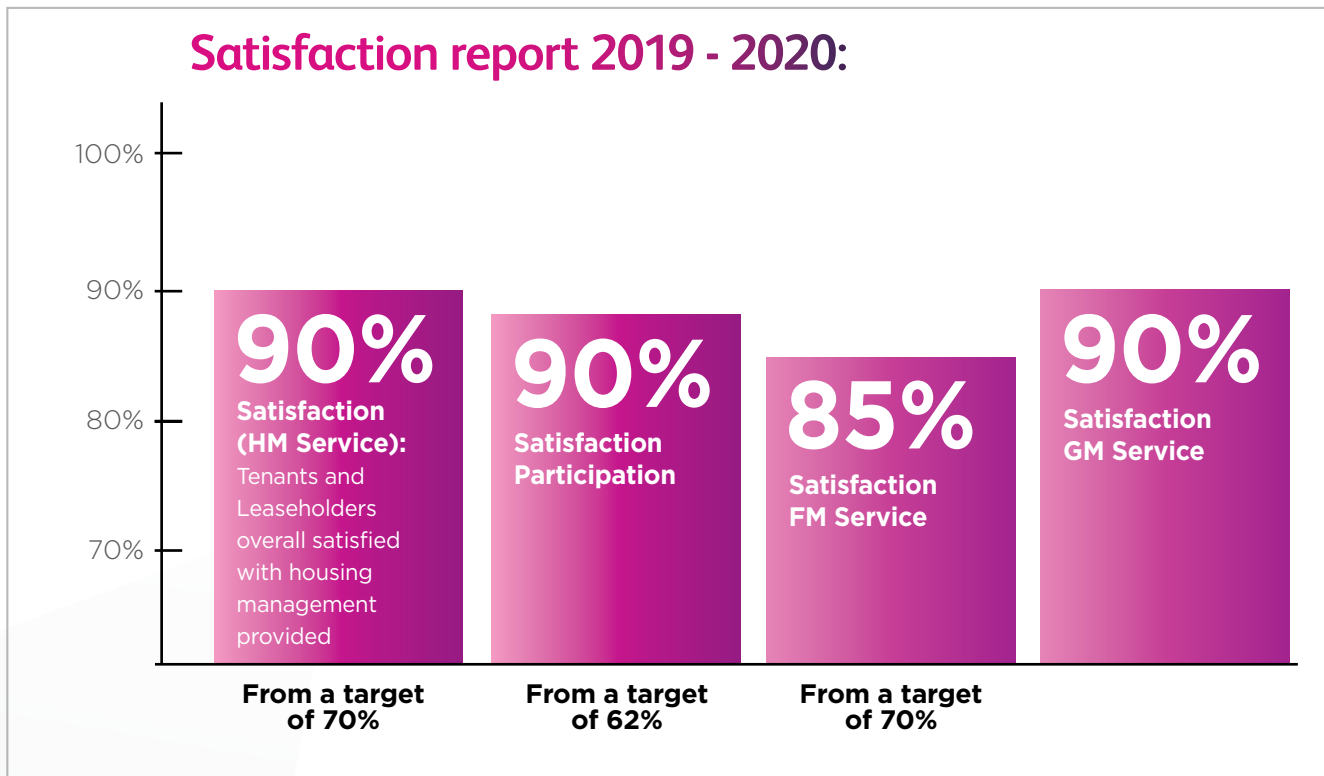 Satisfaction report 2019 - 2020:
100%
90%
80%
70%
90%
Satisfaction
(HM Service):
Tenants and
Leaseholders
overall satisfied
with housing
management
provided
From a target
of 70%
90%
Satisfaction
Participation
From a target
of 62%
85%
Satisfaction
FM Service
From a target
of 70%
90%
Satisfaction
GM Service